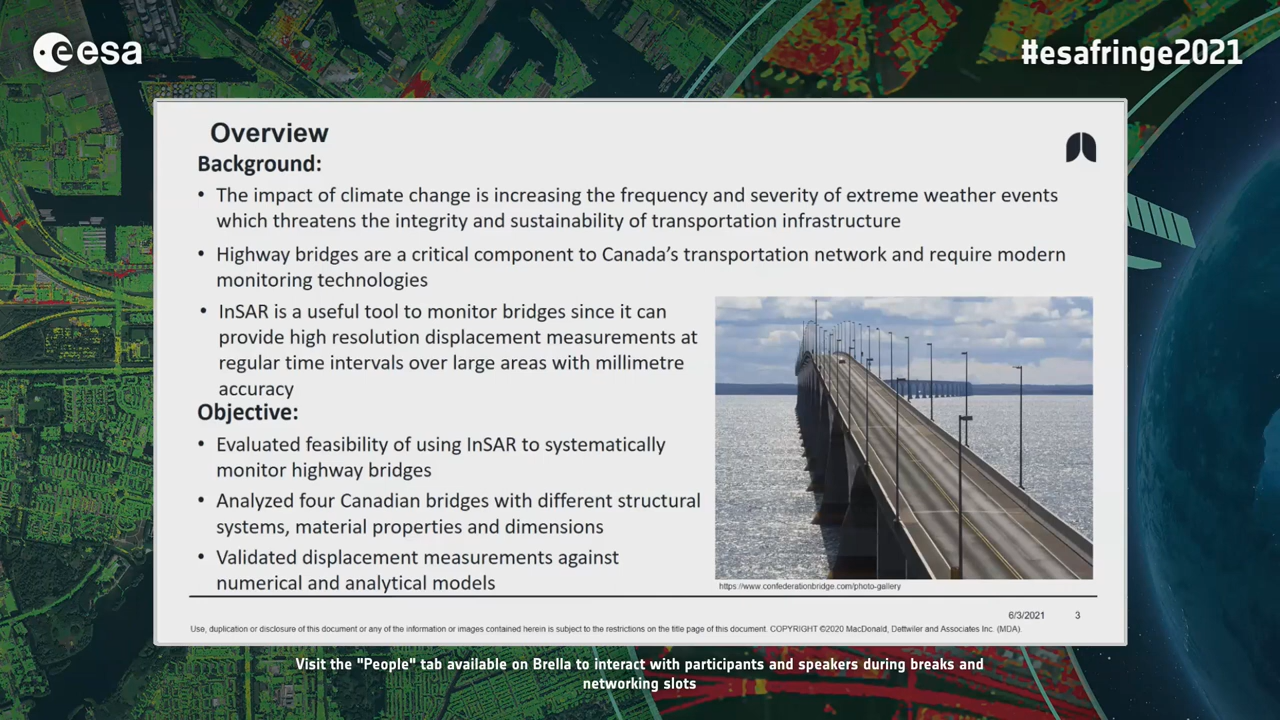 esa
#esafringe2021
Overview
Background:
• The impact of climate change is increasing the frequency and severity of extreme weather events
which threatens the integrity and sustainability of transportation infrastructure
• Highway bridges are a critical component to Canada's transportation network and require modern
monitoring technologies
• InSAR is a useful tool to monitor bridges since it can
provide high resolution displacement measurements at
regular time intervals over large areas with millimetre
accuracy
Objective:
• Evaluated feasibility of using InSAR to systematically
monitor highway bridges
• Analyzed four Canadian bridges with different structural
systems, material properties and dimensions
• Validated displacement measurements against
numerical and analytical models
https://www.confederationbridge.com/photo-gallery
6/3/2021 3
Use, duplication or disclosure of this document or any of the information or images contained herein is subject to the restrictions on the title page of this document. COPYRIGHT ©2020 MacDonald, Dettwiler and Associates Inc. (MDA).
Visit the "People" tab available on Brella to interact with participants and speakers during breaks and
networking slots